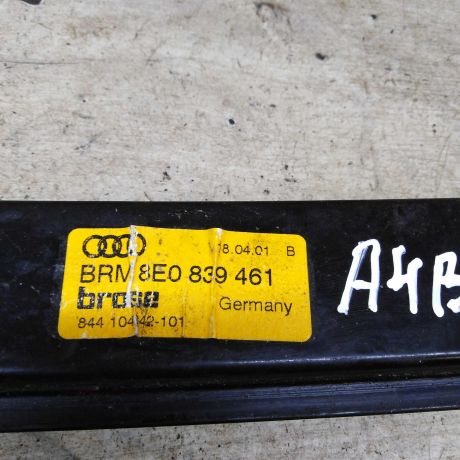 18.04.01 B
BRM 8E0 839 461
brose Germany
844 10442-101
A4B